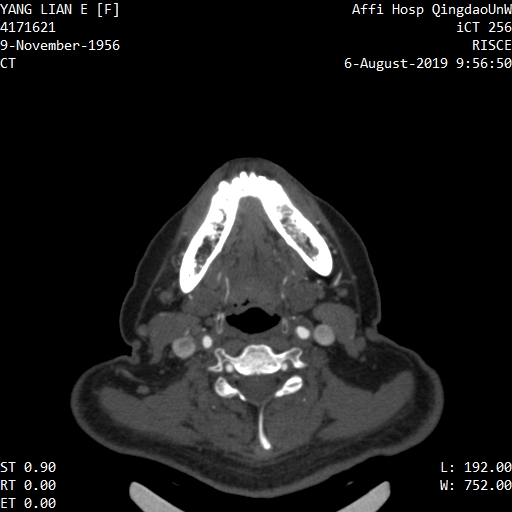 YANG LIAN E [F]
4171621
9-November-1956
CT
Affi Hosp QingdaoUnW
iCT 256
RISCE
6-August-2019 9:56:50
ST 0.90
RT 0.00
ET 0.00
L: 192.00
W: 752.00